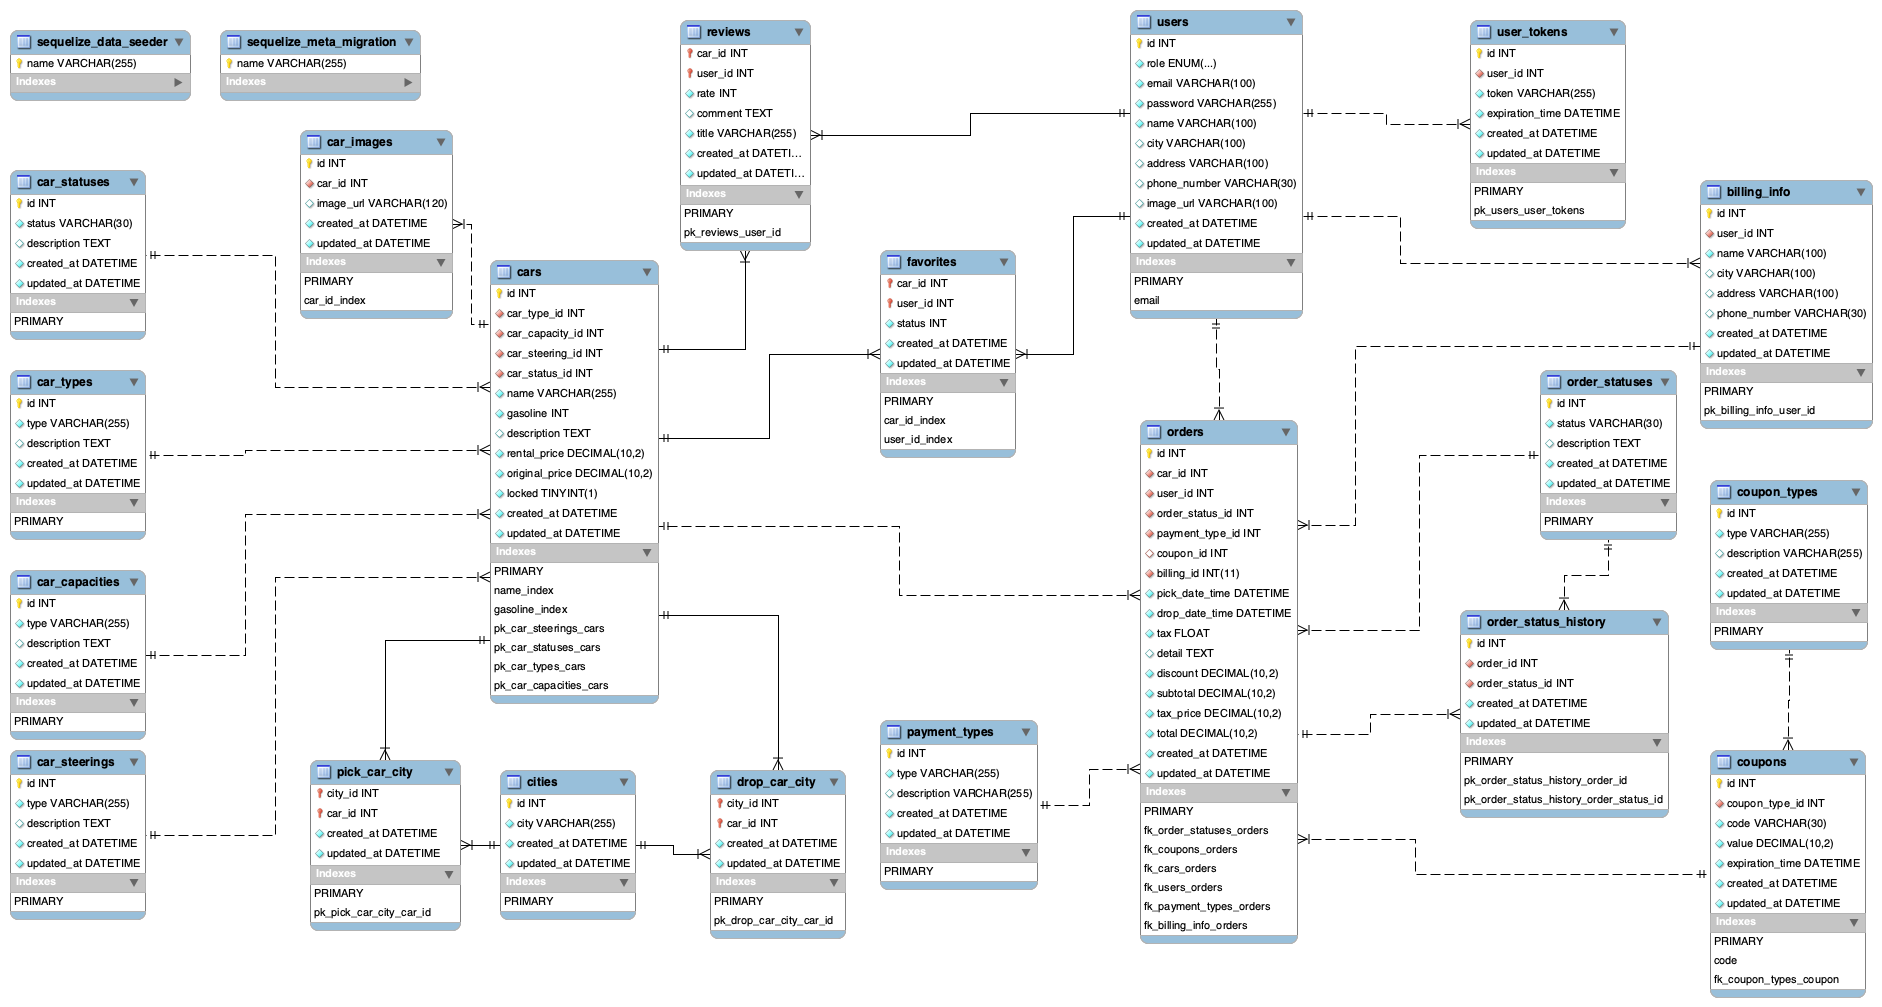 sequelize_data_seeder
name VARCHAR(255)
Indexes
sequelize_meta_migration
name VARCHAR(255)
Indexes
reviews
car_id INT
user_id INT
rate INT
comment TEXT
title VARCHAR(255)
created_at DATETI...
updated_at DATETI...
Indexes
PRIMARY
pk_reviews_user_id
users
id INT
role ENUM(...)
email VARCHAR(100)
password VARCHAR(255)
name VARCHAR(100)
city VARCHAR(100)
address VARCHAR(100)
phone_number VARCHAR(30)
image_url VARCHAR(100)
created_at DATETIME
updated_at DATETIME
Indexes
PRIMARY
email
user_tokens
id INT
user_id INT
token VARCHAR(255)
expiration_time DATETIME
created_at DATETIME
updated_at DATETIME
Indexes
PRIMARY
pk_users_user_tokens
car_images
id INT
car_id INT
image_url VARCHAR(120)
created_at DATETIME
updated_at DATETIME
Indexes
PRIMARY
car_id_index
car_statuses
id INT
status VARCHAR(30)
description TEXT
created_at DATETIME
updated_at DATETIME
Indexes
PRIMARY
billing_info
id INT
user_id INT
name VARCHAR(100)
city VARCHAR(100)
address VARCHAR(100)
phone_number VARCHAR(30)
created_at DATETIME
updated_at DATETIME
Indexes
PRIMARY
pk_billing_info_user_id
cars
id INT
car_type_id INT
car_capacity_id INT
car_steering_id INT
car_status_id INT
name VARCHAR(255)
gasoline INT
description TEXT
rental_price DECIMAL(10,2)
original_price DECIMAL(10,2)
locked TINYINT(1)
created_at DATETIME
updated_at DATETIME
Indexes
PRIMARY
name_index
gasoline_index
pk_car_steerings_cars
pk_car_statuses_cars
pk_car_types_cars
pk_car_capacities_cars
favorites
car_id INT
user_id INT
status INT
created_at DATETIME
updated_at DATETIME
Indexes
PRIMARY
car_id_index
user_id_index
car_types
id INT
type VARCHAR(255)
description TEXT
created_at DATETIME
updated_at DATETIME
Indexes
PRIMARY
orders
id INT
car_id INT
user_id INT
order_status_id INT
payment_type_id INT
coupon_id INT
billing_id INT(11)
pick_date_time DATETIME
drop_date_time DATETIME
tax FLOAT
detail TEXT
discount DECIMAL(10,2)
subtotal DECIMAL(10,2)
tax_price DECIMAL(10,2)
total DECIMAL(10,2)
created_at DATETIME
updated_at DATETIME
Indexes
PRIMARY
fk_order_statuses_orders
fk_coupons_orders
fk_cars_orders
fk_users_orders
fk_payment_types_orders
fk_billing_info_orders
order_statuses
id INT
status VARCHAR(30)
description TEXT
created_at DATETIME
updated_at DATETIME
Indexes
PRIMARY
coupon_types
id INT
type VARCHAR(255)
description VARCHAR(255)
created_at DATETIME
updated_at DATETIME
Indexes
PRIMARY
car_capacities
id INT
type VARCHAR(255)
description TEXT
created_at DATETIME
updated_at DATETIME
Indexes
PRIMARY
order_status_history
id INT
order_id INT
order_status_id INT
created_at DATETIME
updated_at DATETIME
Indexes
PRIMARY
pk_order_status_history_order_id
pk_order_status_history_order_status_id
car_steerings
id INT
type VARCHAR(255)
description TEXT
created_at DATETIME
updated_at DATETIME
Indexes
PRIMARY
pick_car_city
city_id INT
car_id INT
created_at DATETIME
updated_at DATETIME
Indexes
PRIMARY
pk_pick_car_city_car_id
cities
id INT
city VARCHAR(255)
created_at DATETIME
updated_at DATETIME
Indexes
PRIMARY
drop_car_city
city_id INT
car_id INT
created_at DATETIME
updated_at DATETIME
Indexes
PRIMARY
pk_drop_car_city_car_id
payment_types
id INT
type VARCHAR(255)
description VARCHAR(255)
created_at DATETIME
updated_at DATETIME
Indexes
PRIMARY
coupons
id INT
coupon_type_id INT
code VARCHAR(30)
value DECIMAL(10,2)
expiration_time DATETIME
created_at DATETIME
updated_at DATETIME
Indexes
PRIMARY
code
fk_coupon_types_coupon